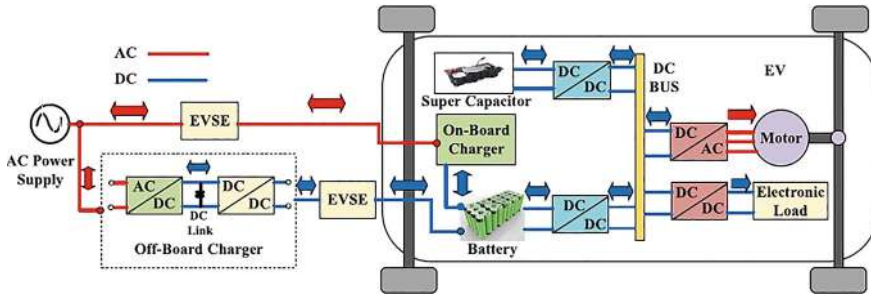 AC
DC
AC Power
Supply
EVSE
AC
DC
DC
Link
DC
DC
Off-Board Charger
EVSE
Super Capacitor
DC
DC
DC
BUS
EV
On-Board
Charger
DC
AC
Motor
Battery
DC
DC
DC
DC
Electronic
Load